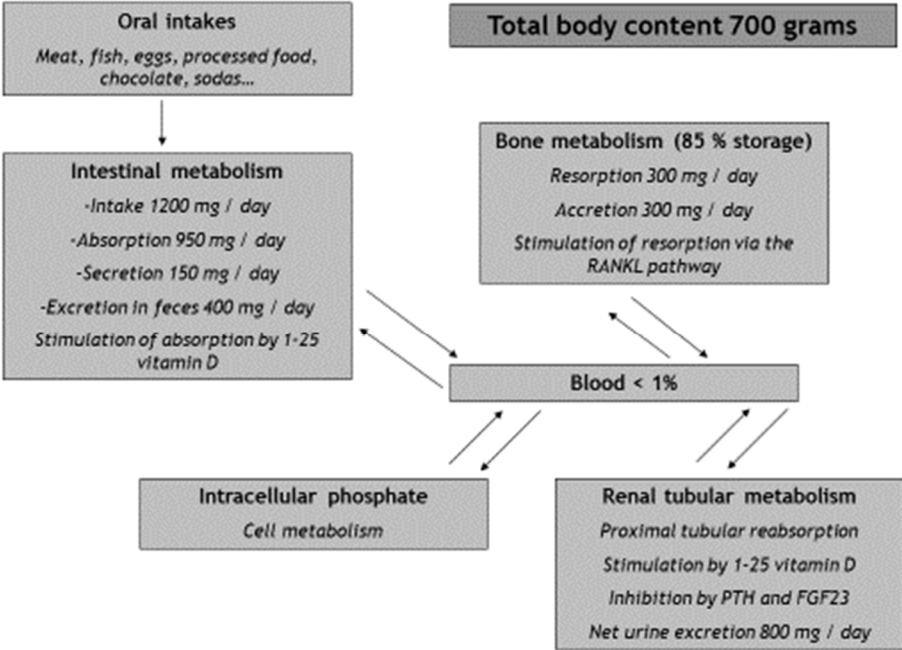 Oral intakes
Meat, fish, eggs, processed food,
chocolate, sodas…
Total body content 700 grams
Intestinal metabolism
-Intake 1200 mg / day
-Absorption 950 mg / day
-Secretion 150 mg / day
-Excretion in feces 400 mg / day
Stimulation of absorption by 1-25
vitamin D
Bone metabolism (85 % storage)
Resorption 300 mg / day
Accretion 300 mg / day
Stimulation of resorption via the
RANKL pathway
Blood < 1%
Intracellular phosphate
Cell metabolism
Renal tubular metabolism
Proximal tubular reabsorption
Stimulation by 1-25 vitamin D
Inhibition by PTH and FGF23
Net urine excretion 800 mg / day